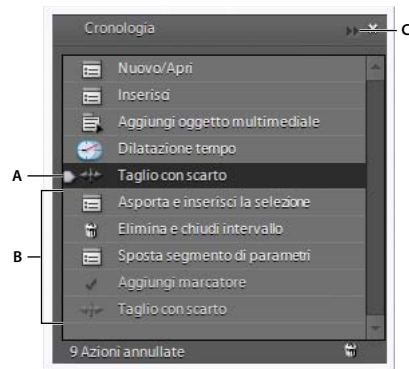 Cronologia
C
Nuovo/Apri
Inserisci
Aggiungi oggetto multimediale
Dilatazione tempo
A
Taglio con scarto
Asporta e inserisci la selezione
Elimina e chiudi intervallo
B
Sposta segmento di parametri
Aggiungi marcatore
Taglio con scarto
9 Azioni annullate